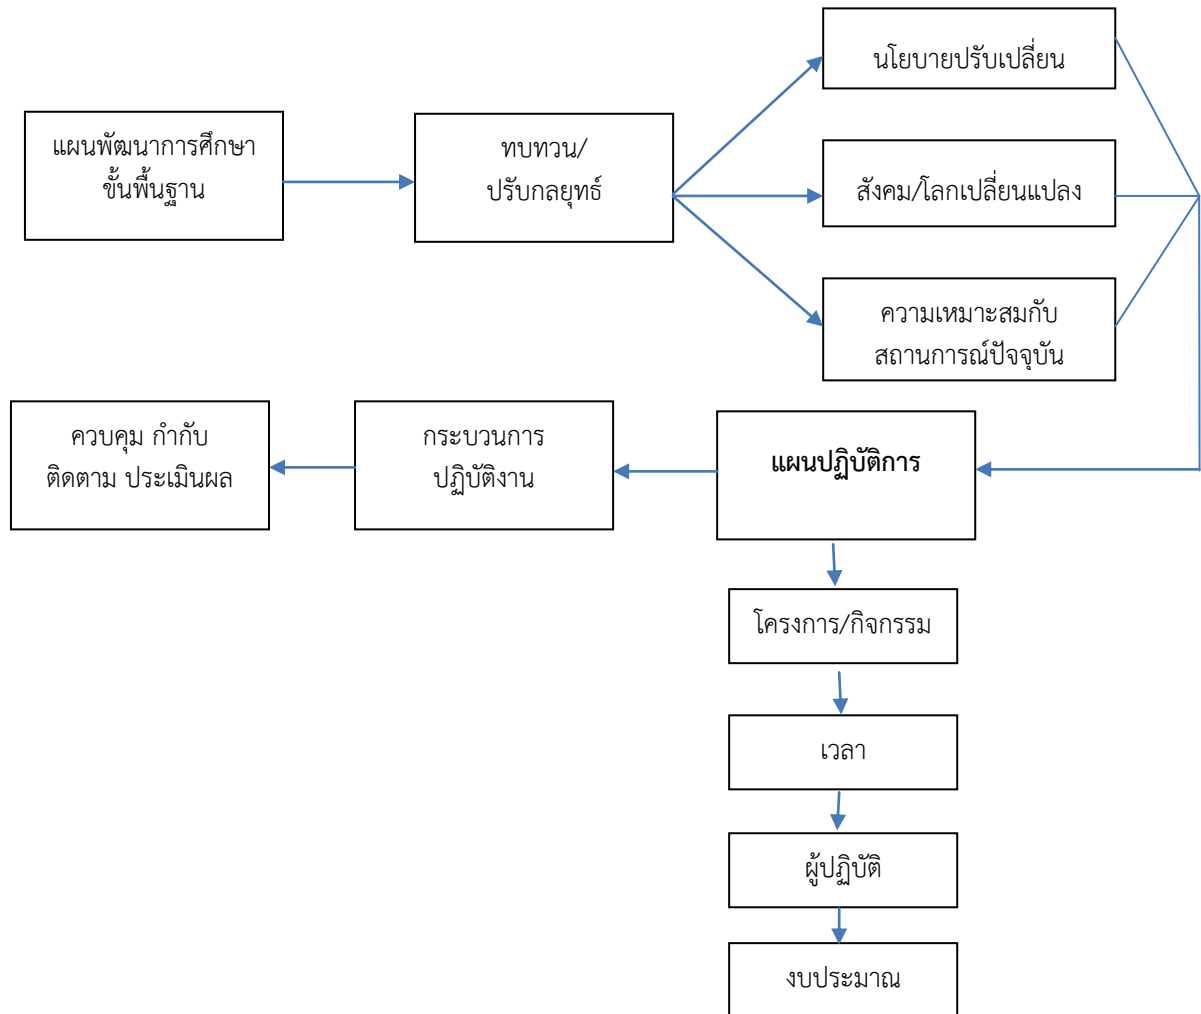 นโยบายปรับเปลี่ยน
แผนพัฒนาการศึกษา
ขั้นพื้นฐาน
ทบทวน/
ปรับกลยุทธ์
สังคม/โลกเปลี่ยนแปลง
ความเหมาะสมกับ
สถานการณ์ปัจจุบัน
ควบคุม กำกับ
ติดตาม ประเมินผล
กระบวนการ
ปฏิบัติงาน
แผนปฏิบัติการ
โครงการ/กิจกรรม
เวลา
ผู้ปฏิบัติ
งบประมาณ